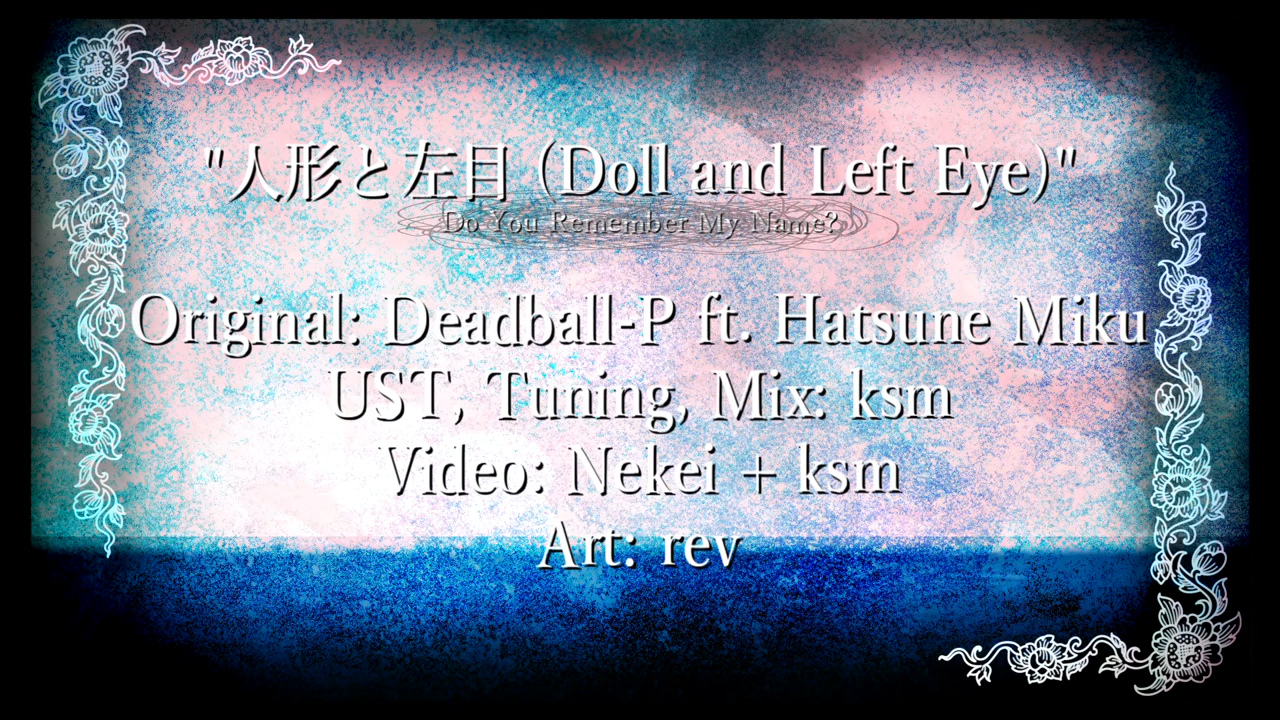 "人形と左目 (Doll and Left Eye)"
Do You Remember My Name?
Original: Deadball-P ft. Hatsune Miku
UST, Tuning, Mix: ksm
Video: Nekei + ksm
Art: rev